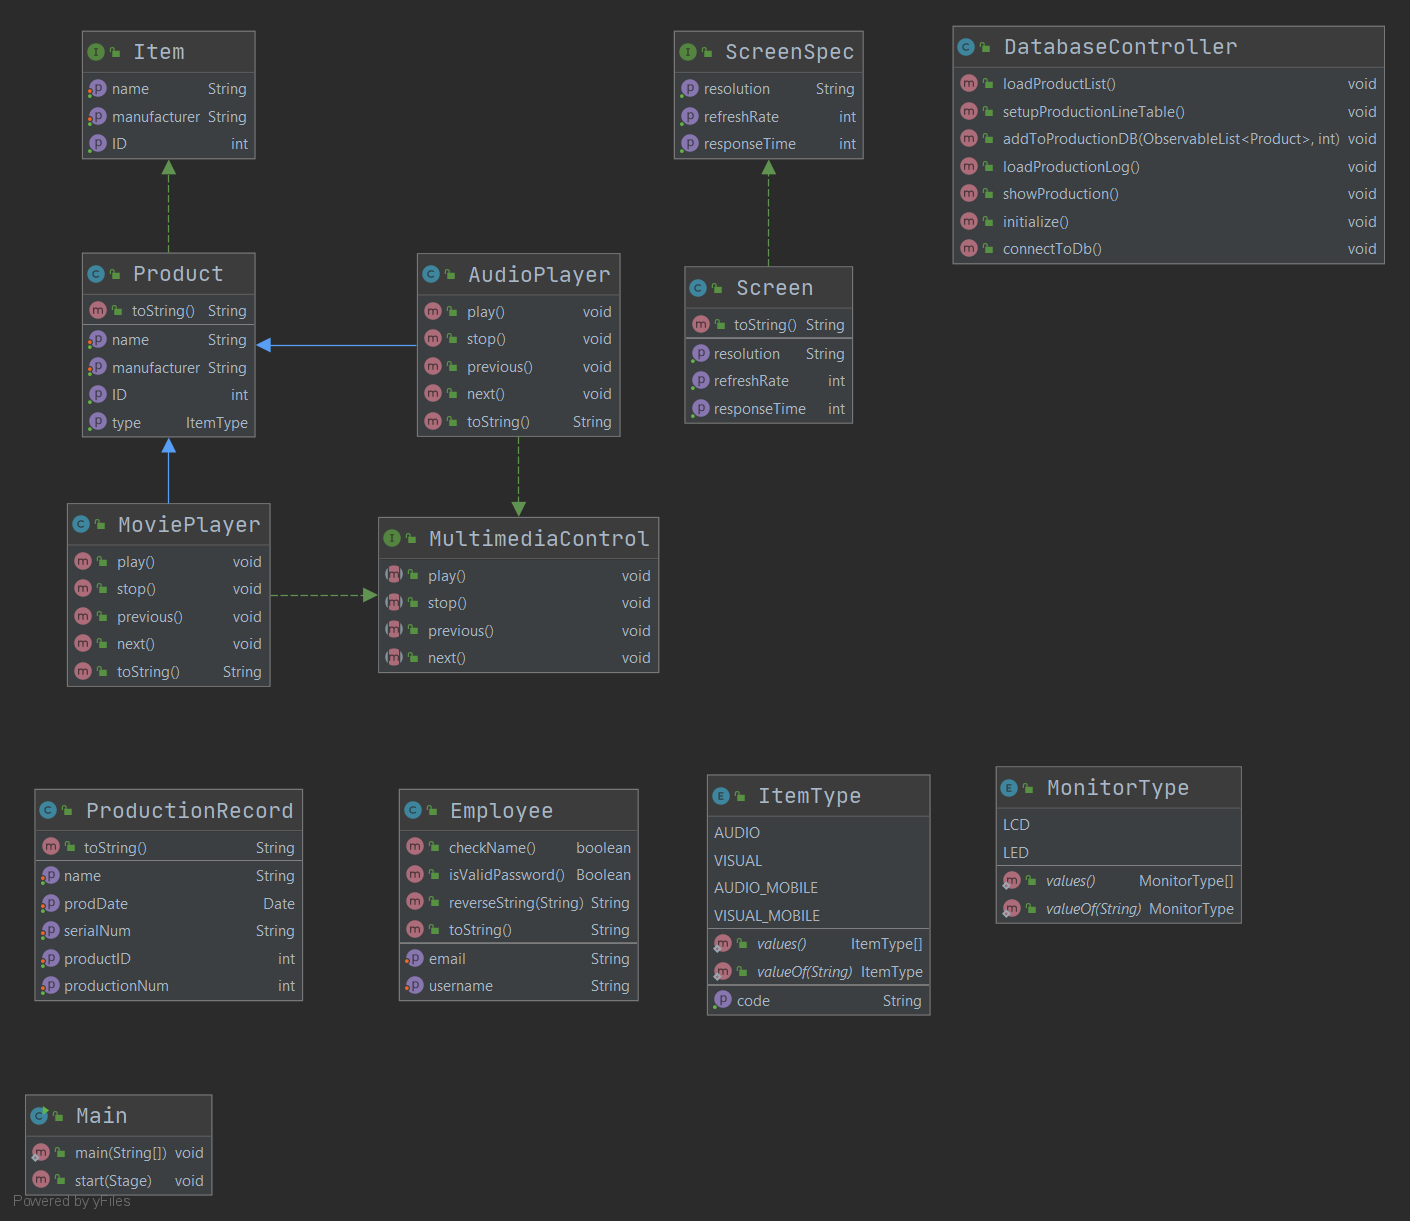 Item
name String
manufacturer String
ID int
ScreenSpec
resolution String
refreshRate int
responseTime int
DatabaseController
loadProductList() void
setupProductionLineTable() void
addToProductionDB(ObservableList<Product>, int) void
loadProductionLog() void
showProduction() void
initialize() void
connectToDb() void
Product
toString() String
name String
manufacturer String
ID int
type ItemType
AudioPlayer
play() void
stop() void
previous() void
next() void
toString() String
Screen
toString() String
resolution String
refreshRate int
responseTime int
MoviePlayer
play() void
stop() void
previous() void
next() void
toString() String
MultimediaControl
play() void
stop() void
previous() void
next() void
ProductionRecord
toString() String
name String
prodDate Date
serialNum String
productID int
productionNum int
Employee
checkName() boolean
isValidPassword() Boolean
reverseString(String) String
toString() String
email String
username String
ItemType
AUDIO
VISUAL
AUDIO_MOBILE
VISUAL_MOBILE
values() ItemType[]
valueOf(String) ItemType
code String
MonitorType
LCD
LED
values() MonitorType[]
valueOf(String) MonitorType
Main
main(String[]) void
start(Stage) void
Powered by yFiles